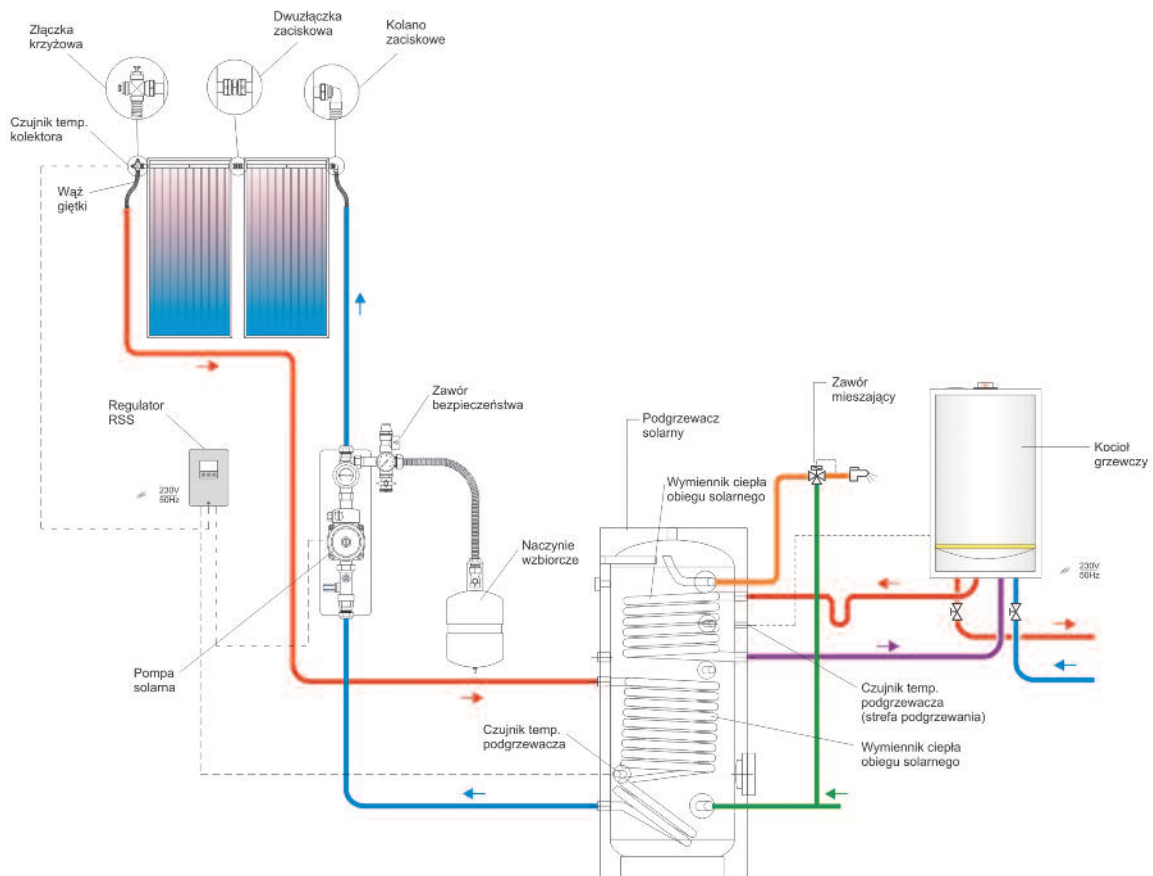 Złączka
krzyżowa
Dwuzłączka
zaciskowa
Kolano
zaciskowe
Czujnik temp.
kolektora
Wąż
giętki
Regulator
RSS
230V
50Hz
Zawór
bezpieczeństwa
Naczynie
wzbiorcze
Pompa
solarna
Podgrzewacz
solarny
Wymiennik ciepła
obiegu solarnego
Zawór
mieszający
Kocioł
grzewczy
230V
50Hz
Czujnik temp.
podgrzewacza
Czujnik temp.
podgrzewacza
(strefa podgrzewania)
Wymiennik ciepła
obiegu solarnego